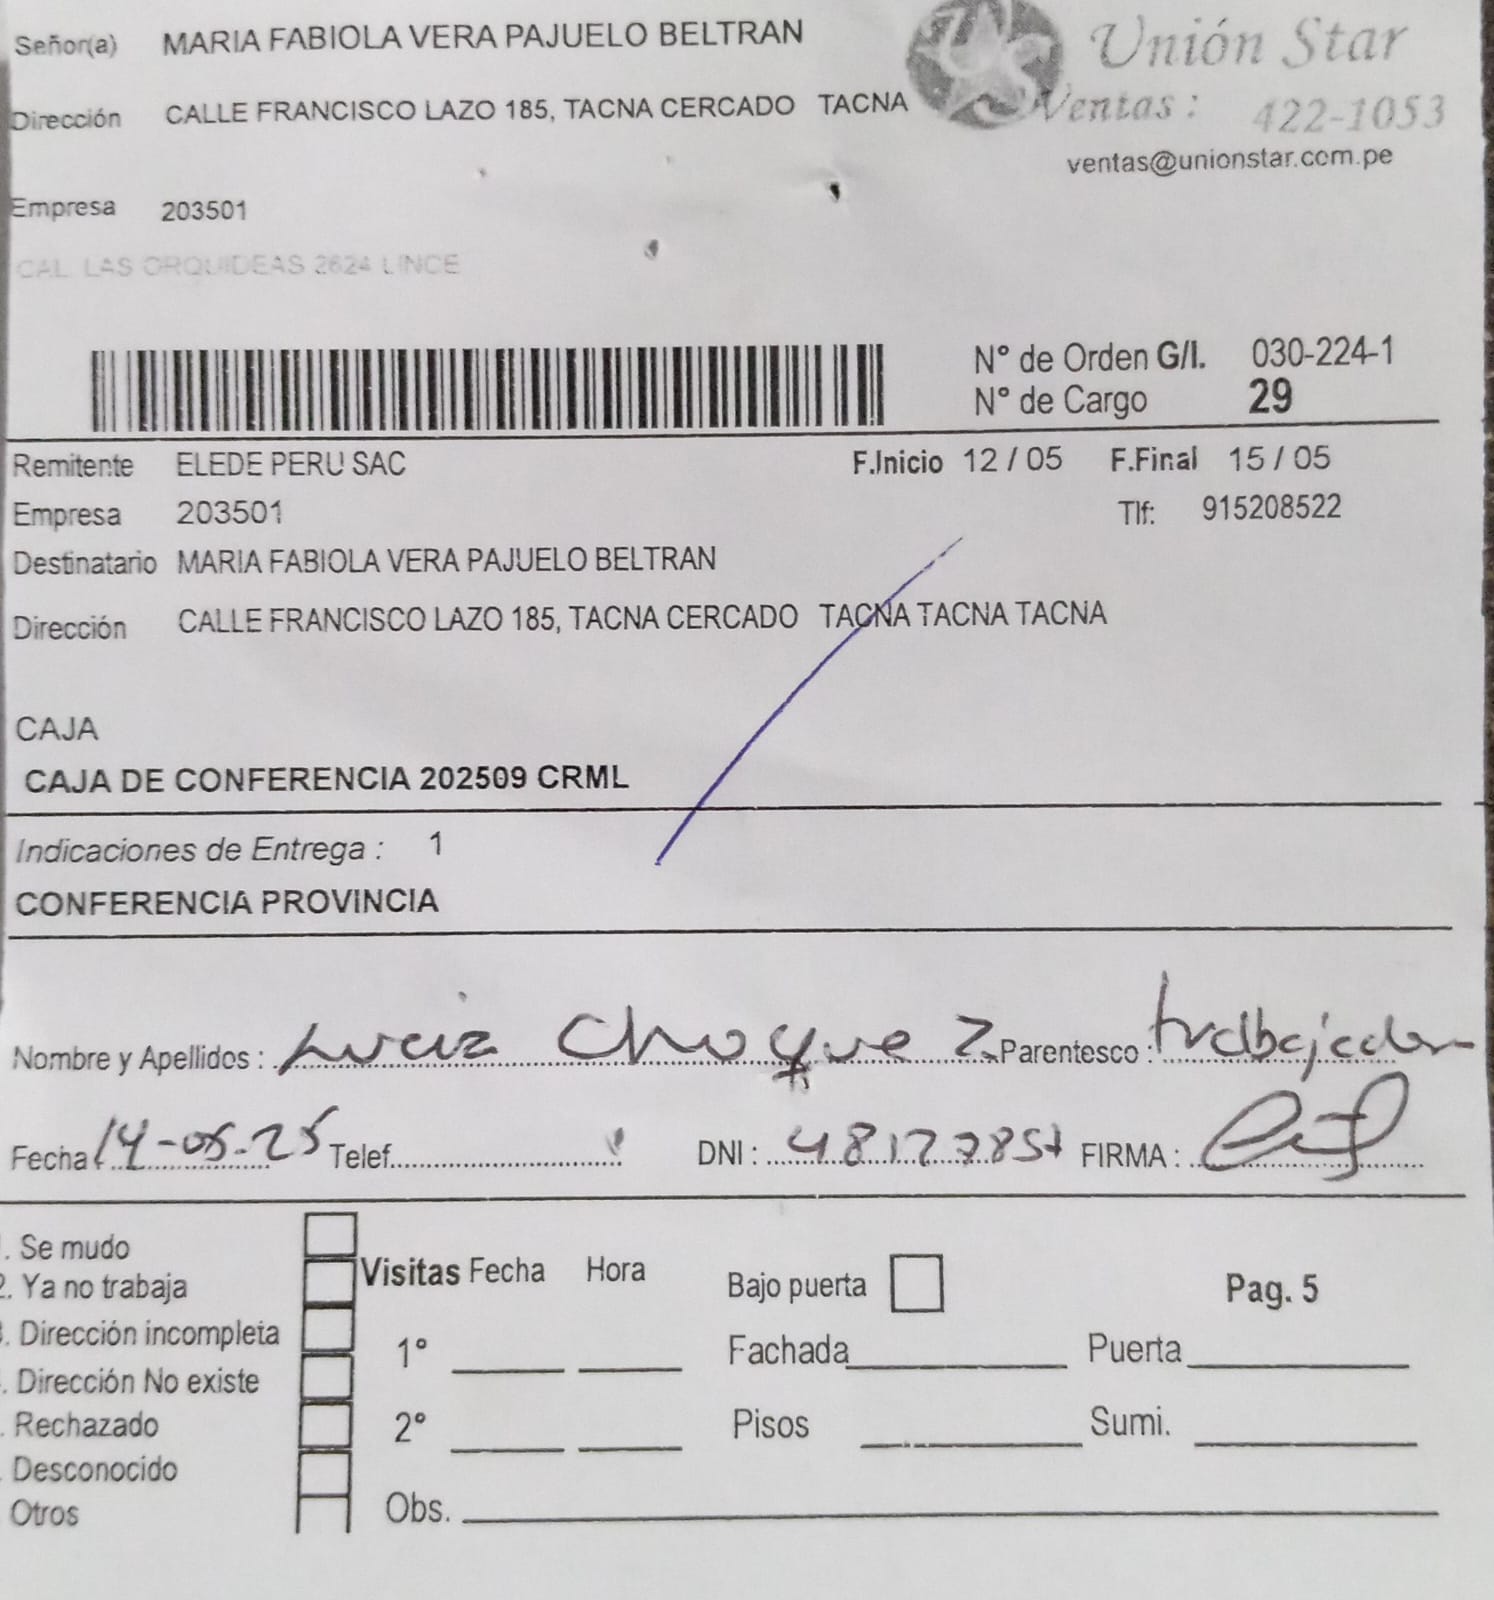 Señor(a) MARIA FABIOLA VERA PAJUELO BELTRAN
Unión Star
Dirección CALLE FRANCISCO LAZO 185, TACNA CERCADO TACNA
Ventas : 422-1053
ventas@unionstar.com.pe
Empresa 203501
CAL. LAS ORQUIDEAS 2624 LINCE
N° de Orden G/I. 030-224-1
N° de Cargo 29
Remitente ELEDE PERU SAC F.Inicio 12 / 05 F.Final 15 / 05
Empresa 203501 Tlf: 915208522
Destinatario MARIA FABIOLA VERA PAJUELO BELTRAN
Dirección CALLE FRANCISCO LAZO 185, TACNA CERCADO TACNA TACNA TACNA
CAJA
CAJA DE CONFERENCIA 202509 CRML
Indicaciones de Entrega : 1
CONFERENCIA PROVINCIA
Nombre y Apellidos : Lucia Choque Z. Parentesco : trabajador
Fecha 14-05-25 Telef. DNI : FIRMA :
. Se mudo
2. Ya no trabaja Visitas Fecha Hora Bajo puerta Pag. 5
3. Dirección incompleta 1° Fachada Puerta
. Dirección No existe
. Rechazado 2° Pisos Sumi.
. Desconocido
Otros Obs.